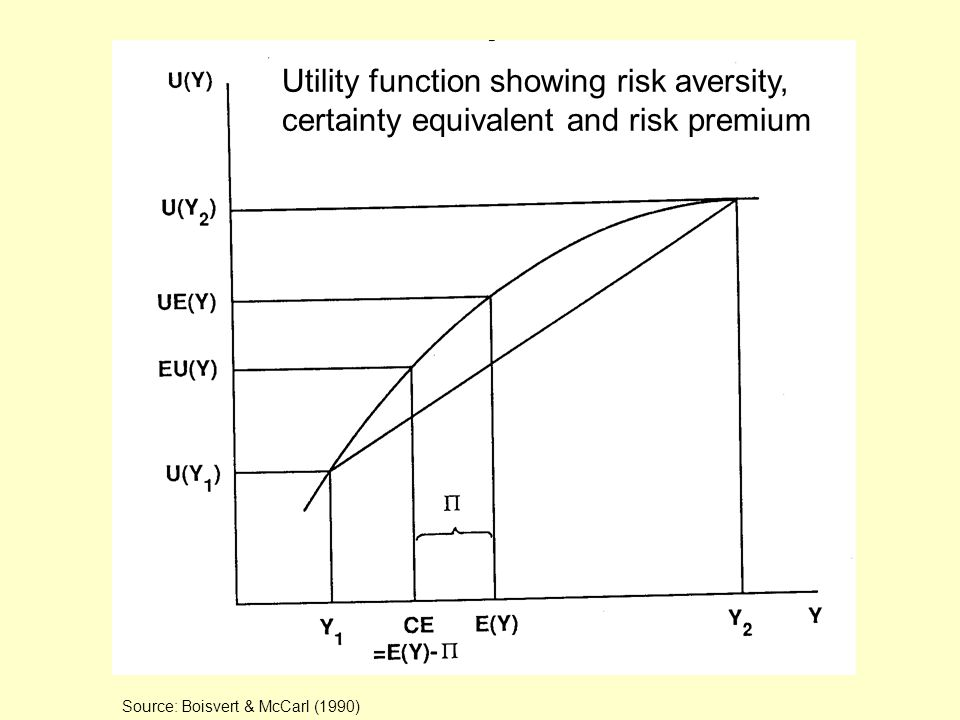 Utility function showing risk aversity,
certainty equivalent and risk premium
U(Y)
U(Y₂)
UE(Y)
EU(Y)
U(Y₁)
Π
Y₁
CE
=E(Y)-Π
E(Y)
Y₂
Y
Source: Boisvert & McCarl (1990)